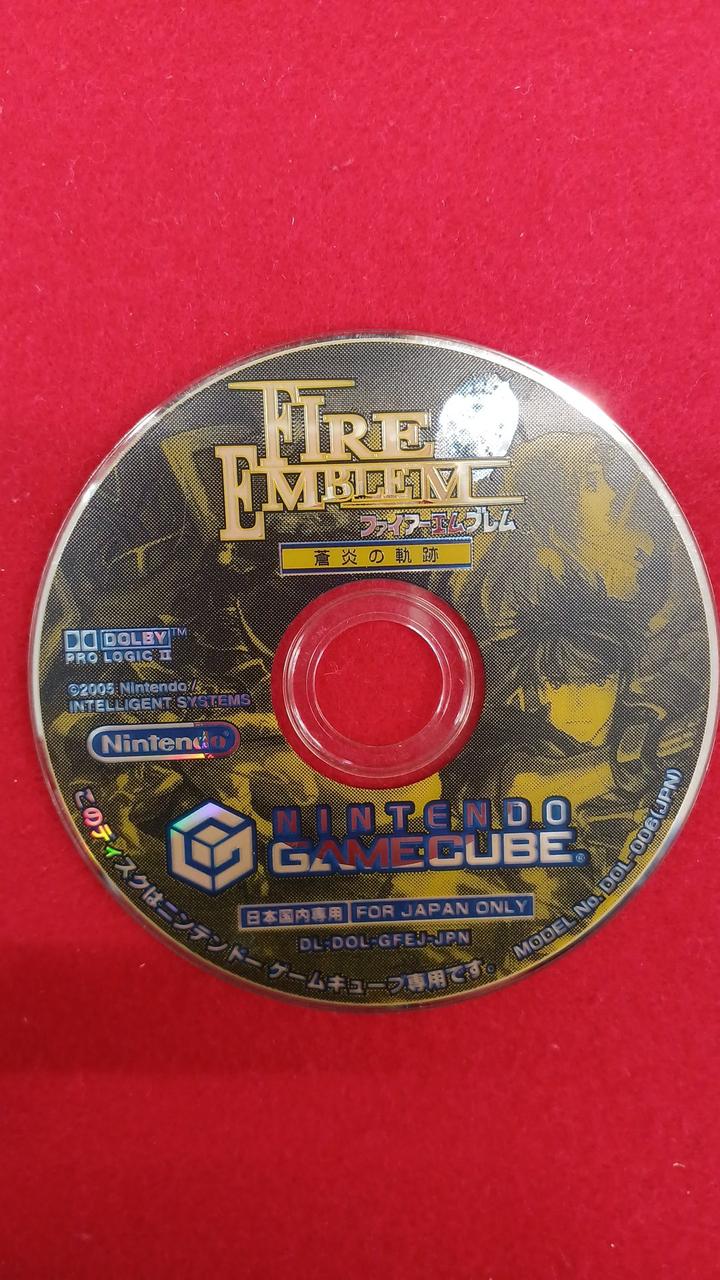 FIRE
EMBLEM
ファイアーエムブレム
蒼炎の軌跡
DOLBY™
PRO LOGIC II
©2005 Nintendo/
INTELLIGENT SYSTEMS
Nintendo®
NINTENDO
GAMECUBE®
日本国内専用 FOR JAPAN ONLY
DL-DOL-GFEJ-JPN
このディスクはニンテンドーゲームキューブ専用です。
MODEL No. DOL-006(JPN)